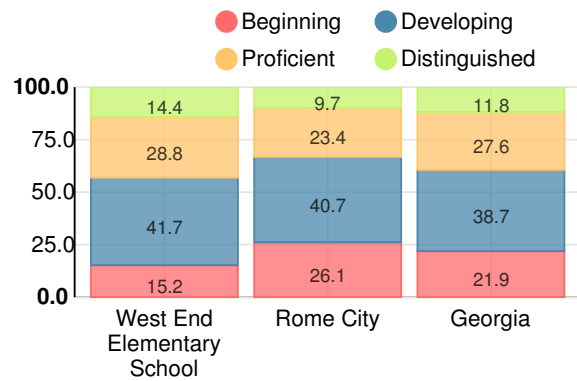 Beginning Developing
Proficient Distinguished
100.0
75.0
50.0
25.0
0.0
14.4 9.7 11.8
28.8 23.4 27.6
41.7 40.7 38.7
15.2 26.1 21.9
West End Elementary School
Rome City
Georgia